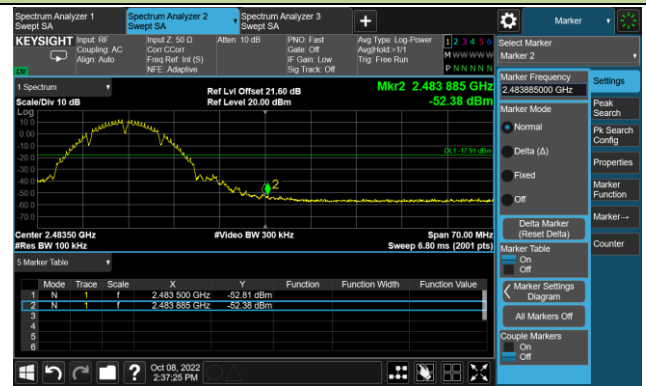 Spectrum Analyzer 1
Swept SA
Spectrum Analyzer 2
Swept SA
Spectrum Analyzer 3
Swept SA
Marker
KEYSIGHT
Input: RF
Coupling: AC
Align: Auto
Input Z: 50 Ω
Corr CCorr
Freq Ref: Int (S)
NFE: Adaptive
Atten: 10 dB
PNO: Fast
Gate: Off
IF Gain: Low
Sig Track: Off
Avg Type: Log-Power
Avg|Hold:>1/1
Trig: Free Run
1 2 3 4 5 6
M W W W W W
P N N N N N
Select Marker
Marker 2
1 Spectrum
Scale/Div 10 dB
Log
Ref Lvl Offset 21.60 dB
Ref Level 20.00 dBm
Mkr2 2.483 885 GHz
-52.38 dBm
10.0
0.00
-10.0
-20.0
-30.0
-40.0
-50.0
-60.0
-70.0
DL1 -17.91 dBm
2
Center 2.48350 GHz
#Res BW 100 kHz
#Video BW 300 kHz
Span 70.00 MHz
Sweep 6.80 ms (2001 pts)
5 Marker Table
Mode Trace Scale X Y Function Function Width Function Value
1 N 1 f 2.483 500 GHz -52.81 dBm
2 N 1 f 2.483 885 GHz -52.38 dBm
3
4
5
6
Marker Frequency
2.483885000 GHz
Marker Mode
Normal
Delta (Δ)
Fixed
Off
Delta Marker
(Reset Delta)
Marker Table
On
Off
Marker Settings
Diagram
All Markers Off
Couple Markers
On
Off
Settings
Peak
Search
Pk Search
Config
Properties
Marker
Function
Marker→
Counter
?
Oct 08, 2022
2:37:25 PM